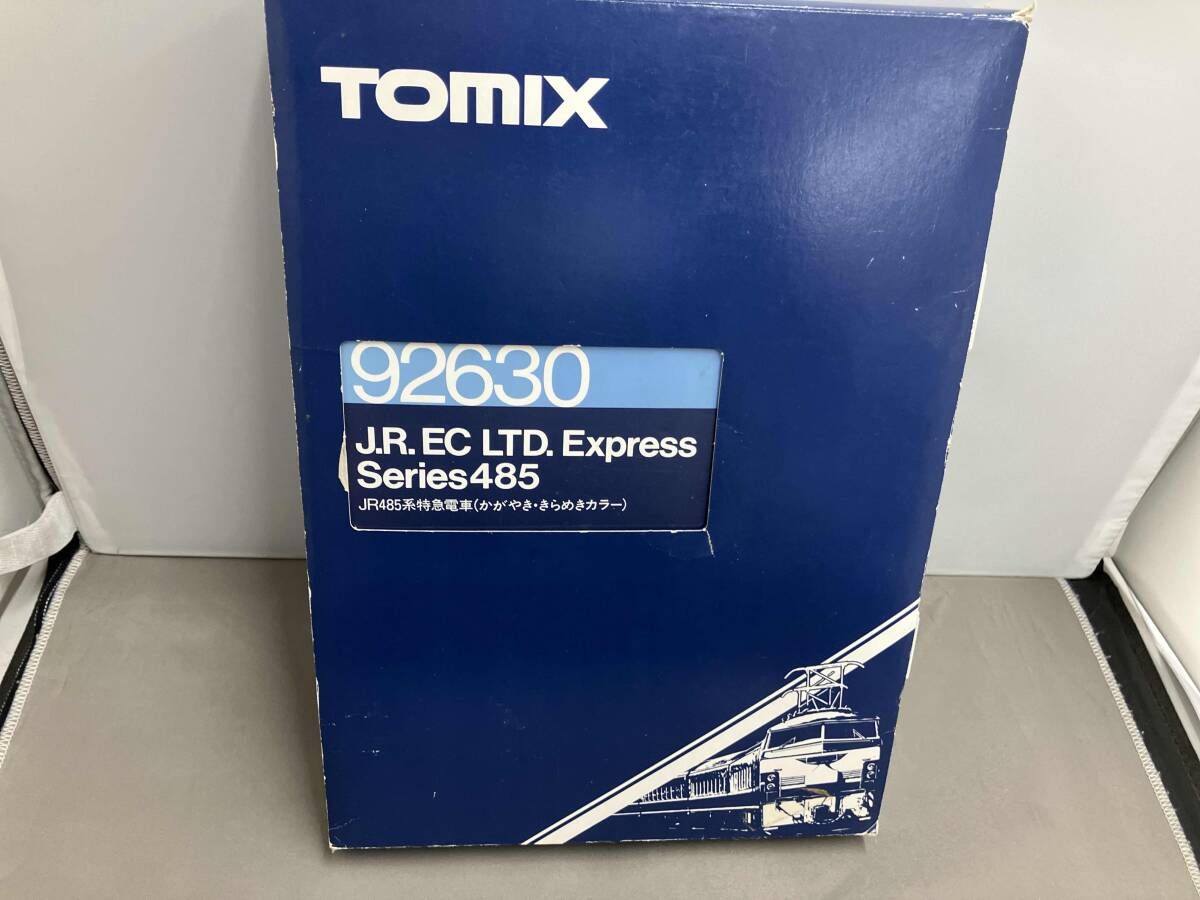 TOMIX
92630
J.R. EC LTD. Express
Series485
JR485系特急電車(かがやき・きらめきカラー)